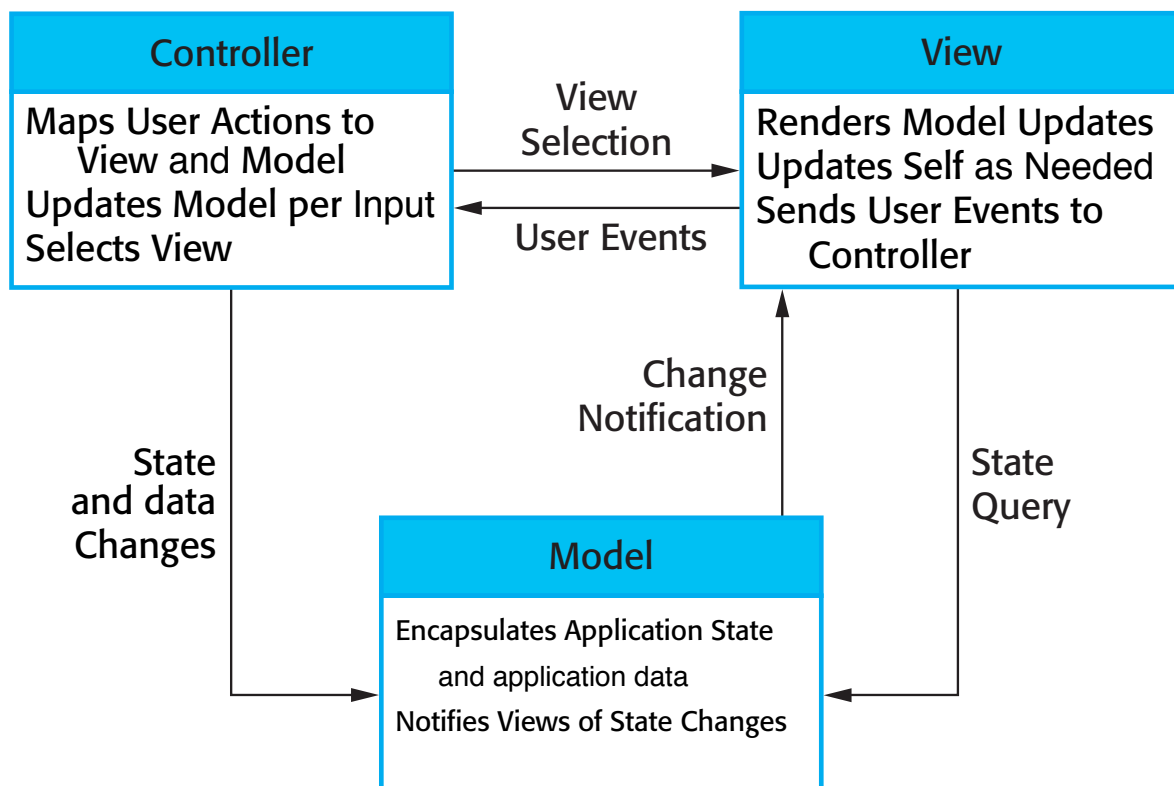 Controller
Maps User Actions to
View and Model
Updates Model per Input
Selects View
View
Selection
User Events
View
Renders Model Updates
Updates Self as Needed
Sends User Events to
Controller
State
and data
Changes
Change
Notification
State
Query
Model
Encapsulates Application State
and application data
Notifies Views of State Changes